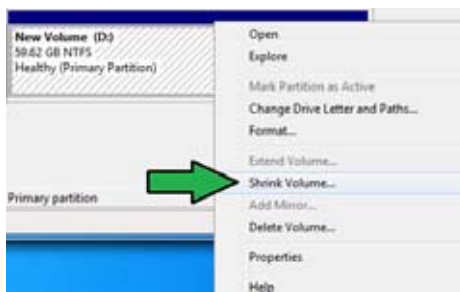 New Volume (D:)
59.62 GB NTFS
Healthy (Primary Partition)
Primary partition
Open
Explore
Mark Partition as Active
Change Drive Letter and Paths...
Format...
Extend Volume...
Shrink Volume...
Add Mirror...
Delete Volume...
Properties
Help